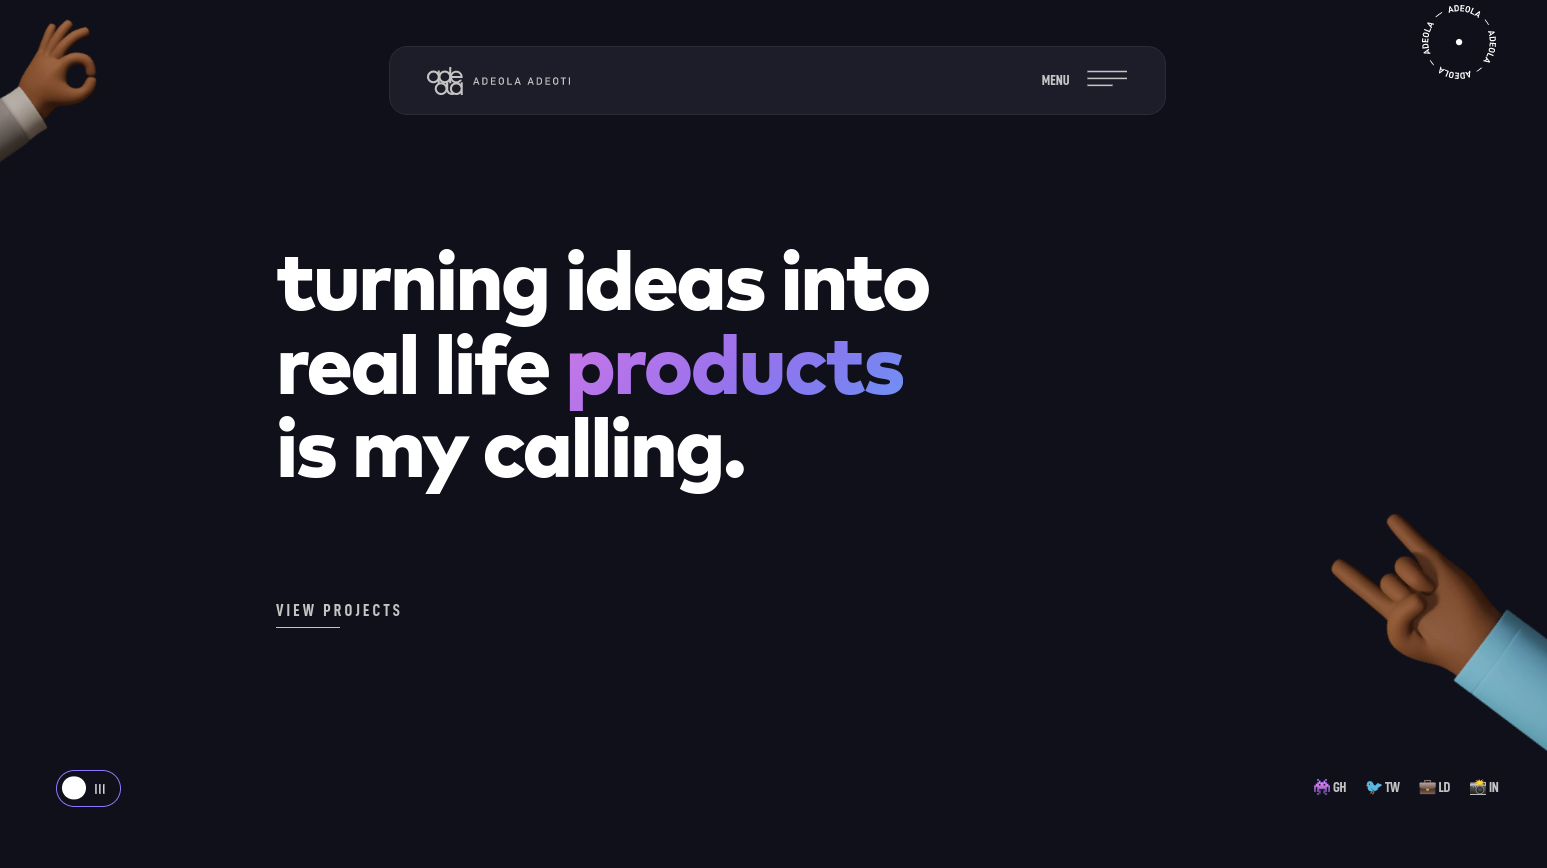 ade
ola
ADEOLA ADEOTI
MENU
ADEOLA — ADEOLA — ADEOLA — ADEOLA —
turning ideas into
real life products
is my calling.
VIEW PROJECTS
👾 GH 🐦 TW 💼 LD 📸 IN